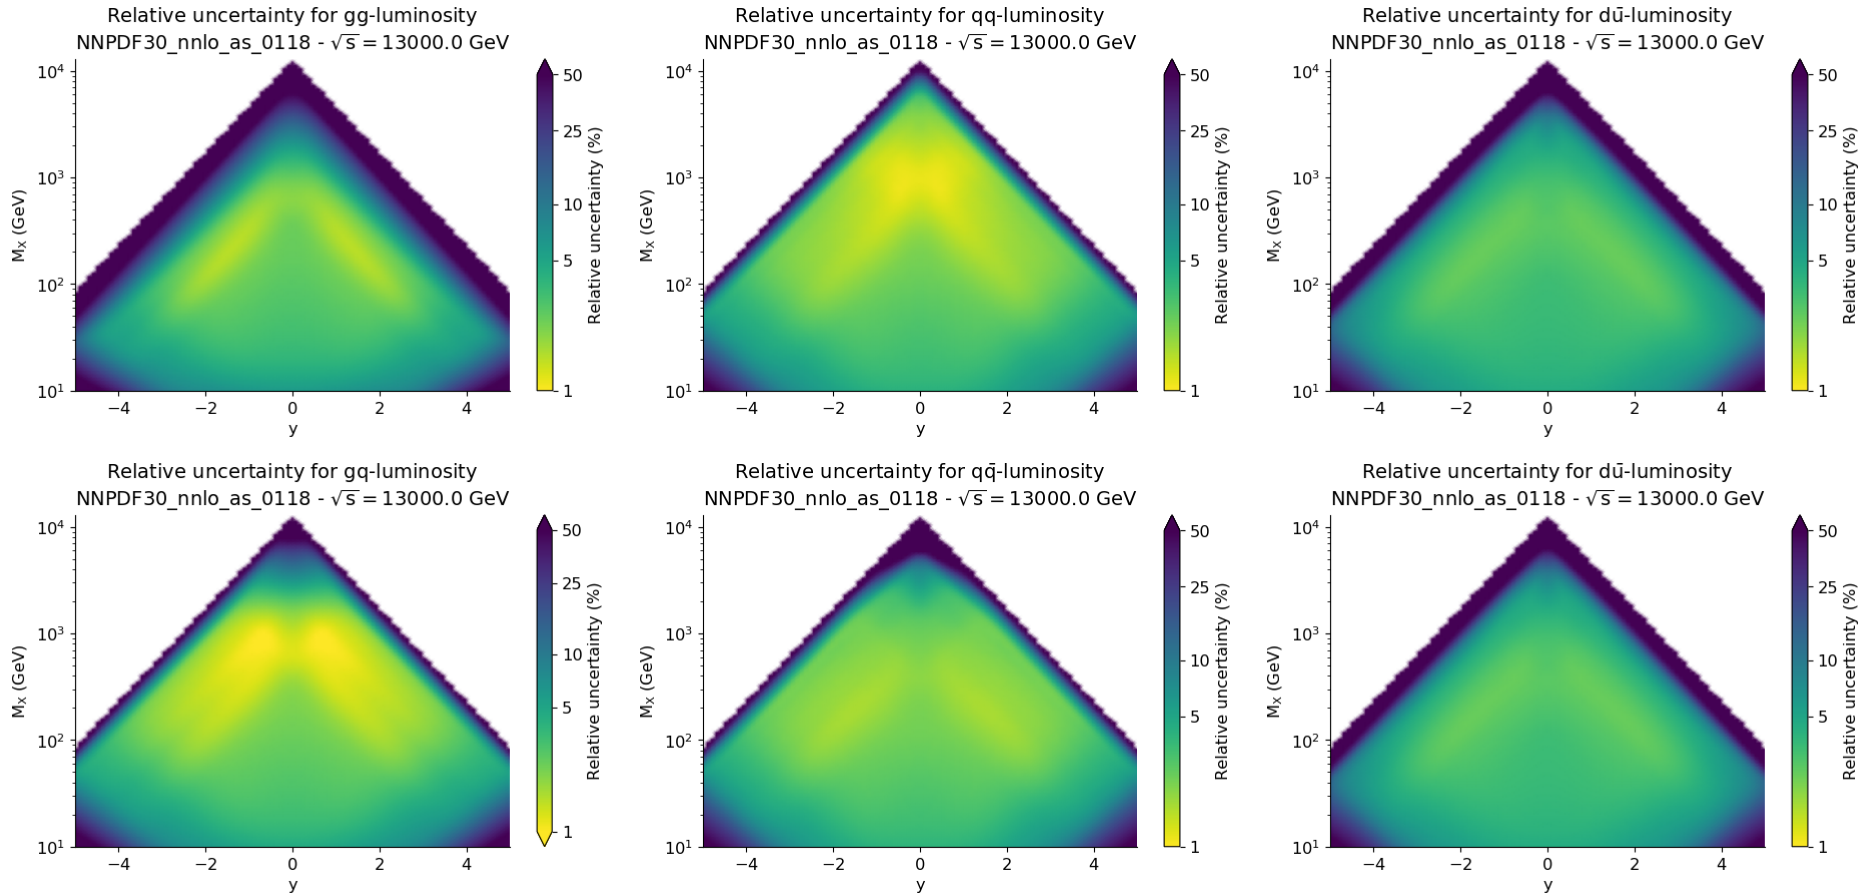 Relative uncertainty for gg-luminosity
NNPDF30_nnlo_as_0118 - √s = 13000.0 GeV
10⁴
10³
10²
10¹
Mₓ (GeV)
−4 −2 0 2 4
y
50
25
10
5
1
Relative uncertainty (%)
Relative uncertainty for qq-luminosity
NNPDF30_nnlo_as_0118 - √s = 13000.0 GeV
10⁴
10³
10²
10¹
Mₓ (GeV)
−4 −2 0 2 4
y
50
25
10
5
1
Relative uncertainty (%)
Relative uncertainty for dū-luminosity
NNPDF30_nnlo_as_0118 - √s = 13000.0 GeV
10⁴
10³
10²
10¹
Mₓ (GeV)
−4 −2 0 2 4
y
50
25
10
5
1
Relative uncertainty (%)
Relative uncertainty for gq-luminosity
NNPDF30_nnlo_as_0118 - √s = 13000.0 GeV
10⁴
10³
10²
10¹
Mₓ (GeV)
−4 −2 0 2 4
y
50
25
10
5
1
Relative uncertainty (%)
Relative uncertainty for qq̄-luminosity
NNPDF30_nnlo_as_0118 - √s = 13000.0 GeV
10⁴
10³
10²
10¹
Mₓ (GeV)
−4 −2 0 2 4
y
50
25
10
5
1
Relative uncertainty (%)
Relative uncertainty for dū-luminosity
NNPDF30_nnlo_as_0118 - √s = 13000.0 GeV
10⁴
10³
10²
10¹
Mₓ (GeV)
−4 −2 0 2 4
y
50
25
10
5
1
Relative uncertainty (%)